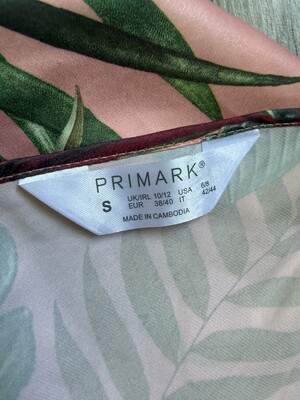 PRIMARK®
S UK/IRL 10/12 USA 6/8
EUR 38/40 IT 42/44
MADE IN CAMBODIA